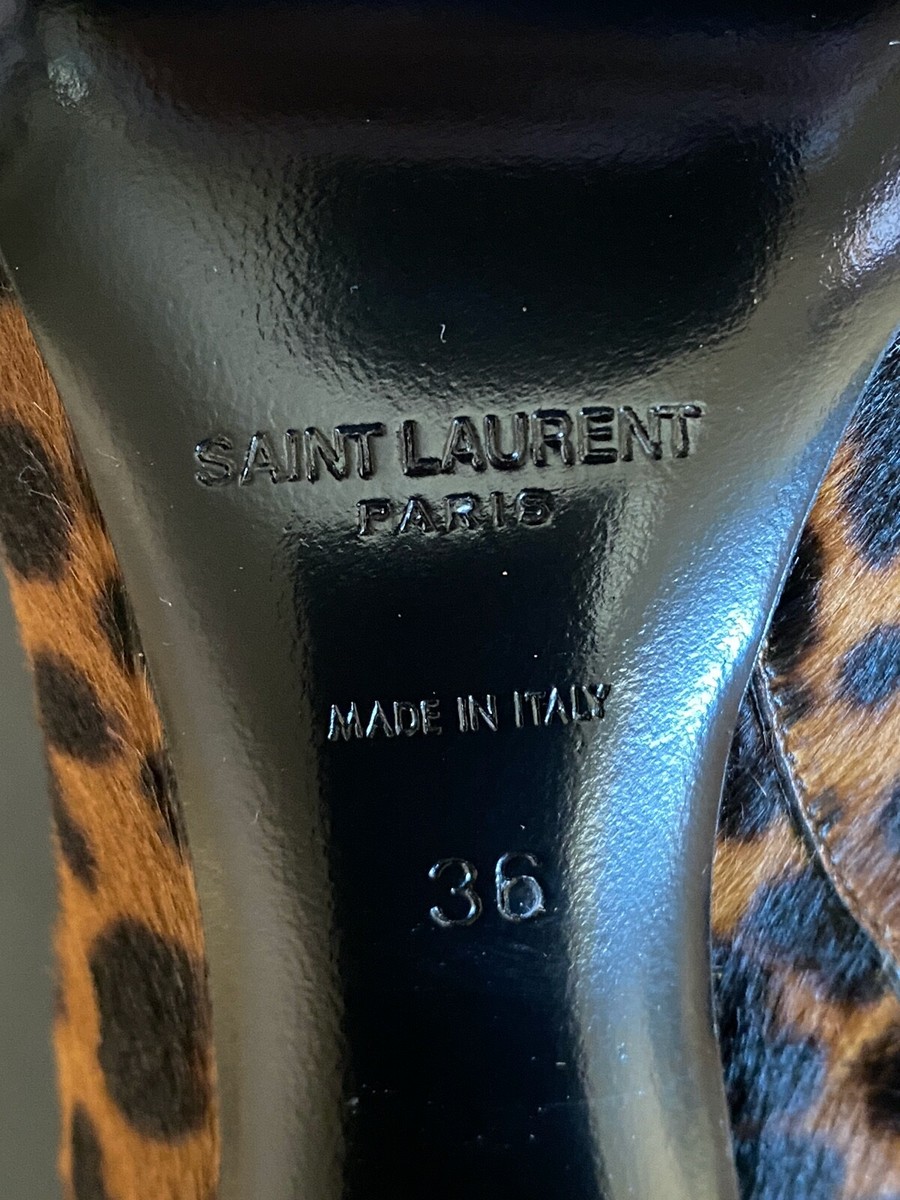 SAINT LAURENT
PARIS
MADE IN ITALY
36